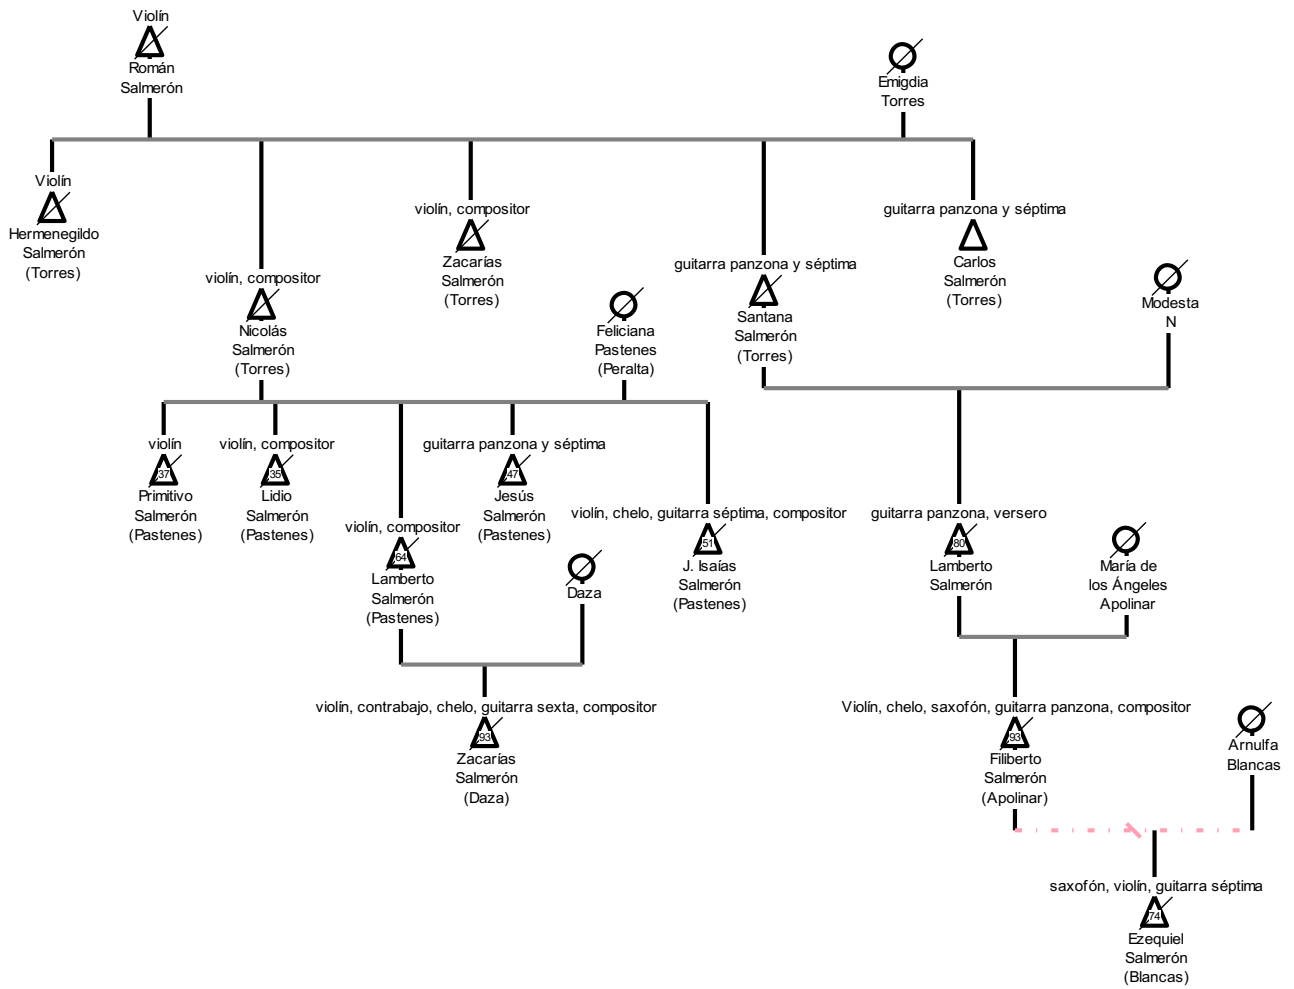 Violín
Román
Salmerón
Emigdia
Torres
Violín
Hermenegildo
Salmerón
(Torres)
violín, compositor
Nicolás
Salmerón
(Torres)
violín, compositor
Zacarías
Salmerón
(Torres)
Feliciana
Pastenes
(Peralta)
guitarra panzona y séptima
Santana
Salmerón
(Torres)
guitarra panzona y séptima
Carlos
Salmerón
(Torres)
Modesta
N
violín
37
Primitivo
Salmerón
(Pastenes)
violín, compositor
35
Lidio
Salmerón
(Pastenes)
violín, compositor
64
Lamberto
Salmerón
(Pastenes)
guitarra panzona y séptima
47
Jesús
Salmerón
(Pastenes)
Daza
violín, chelo, guitarra séptima, compositor
51
J. Isaías
Salmerón
(Pastenes)
guitarra panzona, versero
80
Lamberto
Salmerón
María de
los Ángeles
Apolinar
violín, contrabajo, chelo, guitarra sexta, compositor
93
Zacarías
Salmerón
(Daza)
Violín, chelo, saxofón, guitarra panzona, compositor
93
Filiberto
Salmerón
(Apolinar)
Arnulfa
Blancas
saxofón, violín, guitarra séptima
74
Ezequiel
Salmerón
(Blancas)